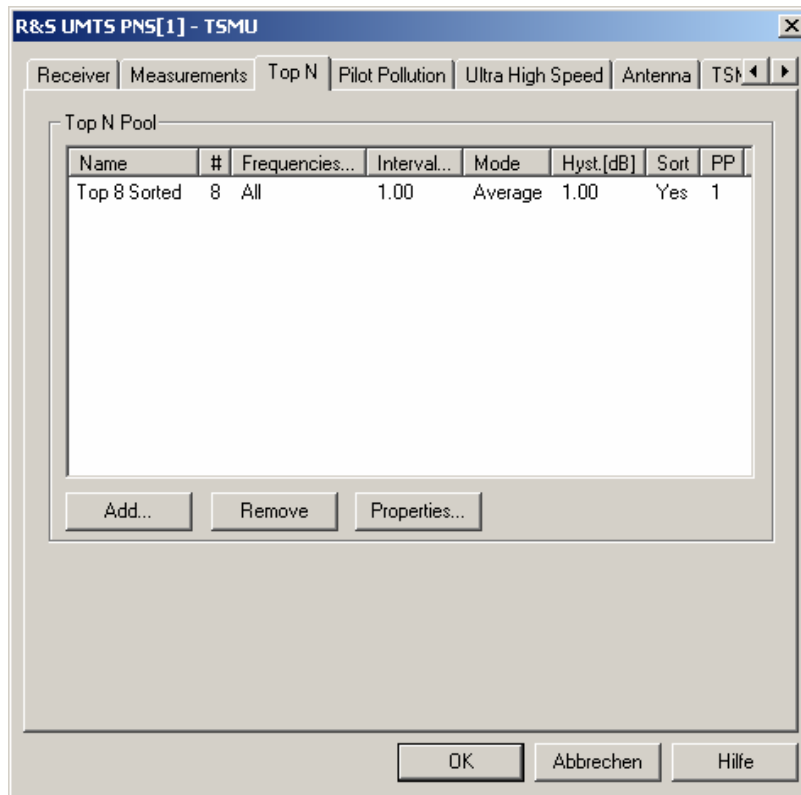 R&S UMTS PNS[1] - TSMU
Receiver Measurements Top N Pilot Pollution Ultra High Speed Antenna
Top N Pool
Name # Frequencies... Interval... Mode Hyst.[dB] Sort PP
Top 8 Sorted 8 All 1.00 Average 1.00 Yes 1
Add... Remove Properties...
OK Abbrechen Hilfe